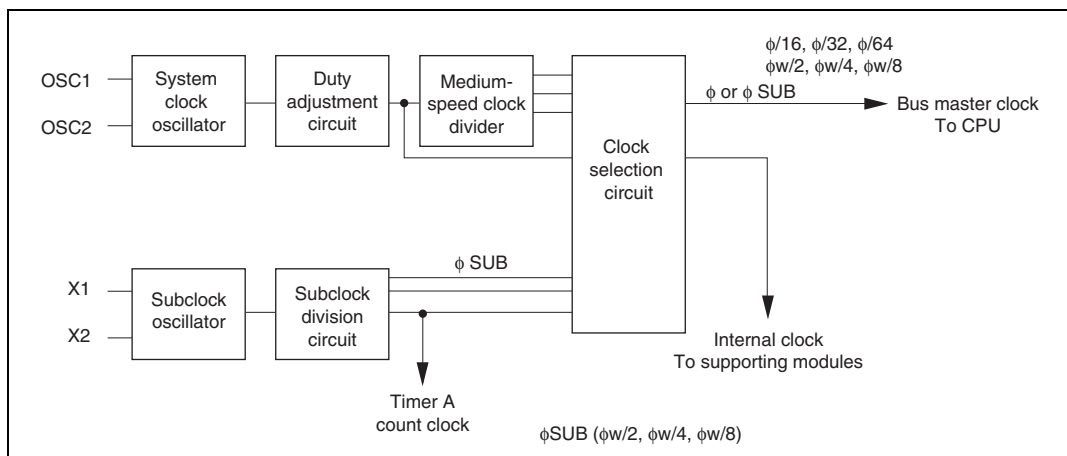 OSC1
OSC2
System
clock
oscillator
Duty
adjustment
circuit
Medium-
speed clock
divider
Clock
selection
circuit
ϕ/16, ϕ/32, ϕ/64
ϕw/2, ϕw/4, ϕw/8
ϕ or ϕ SUB
Bus master clock
To CPU
X1
X2
Subclock
oscillator
Subclock
division
circuit
ϕ SUB
Timer A
count clock
Internal clock
To supporting modules
ϕSUB (ϕw/2, ϕw/4, ϕw/8)